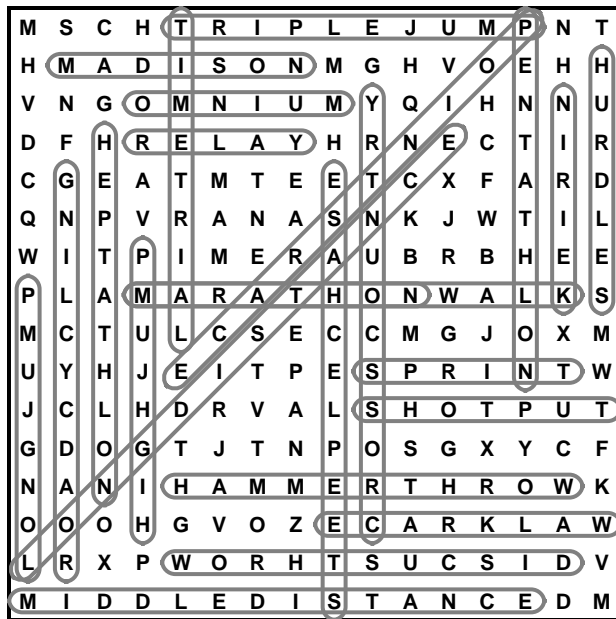 M S C H T R I P L E J U M P N T
H M A D I S O N M G H V O E H H
V N G O M N I U M Y Q I H N N U
D F H R E L A Y H R N E C T I R
C G E A T M T E E T C X F A R D
Q N P V R A N A S N K J W T I L
W I T P I M E R A U B R B H E E
P L A M A R A T H O N W A L K S
M C T U L C S E C C M G J O X M
U Y H J E I T P E S P R I N T W
J C L H D R V A L S H O T P U T
G D O G T J T N P O S G X Y C F
N A N I H A M M E R T H R O W K
O O O H G V O Z E C A R K L A W
L R X P W O R H T S U C S I D V
M I D D L E D I S T A N C E D M